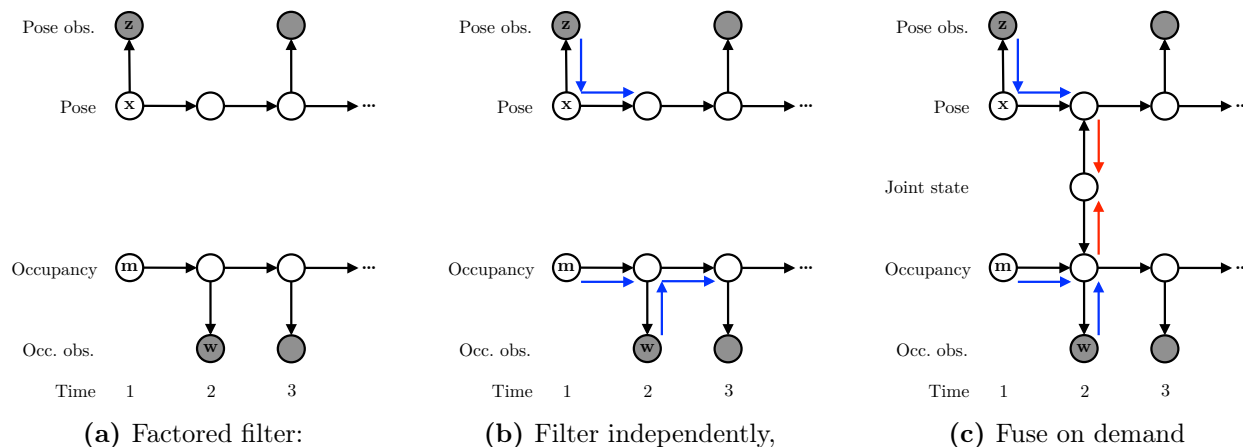 Pose obs. z
Pose x ...
Occupancy m ...
Occ. obs. w
Time 1 2 3
(a) Factored filter:
Pose obs. z
Pose x ...
Occupancy m ...
Occ. obs. w
Time 1 2 3
(b) Filter independently,
Pose obs. z
Pose x ...
Joint state
Occupancy m ...
Occ. obs. w
Time 1 2 3
(c) Fuse on demand